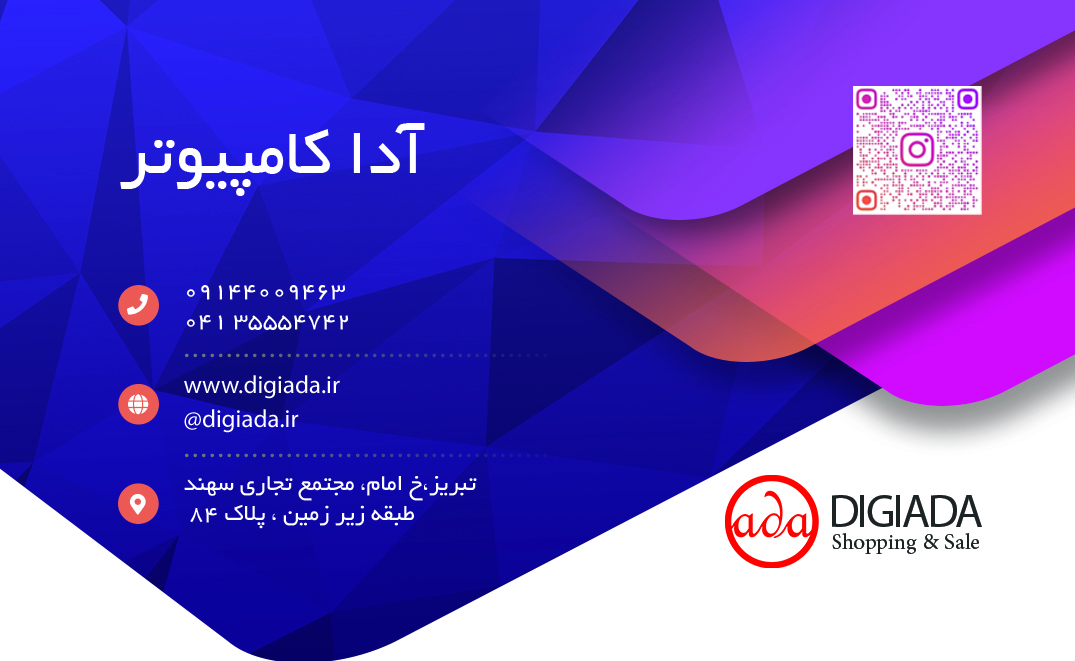 آدا کامپیوتر
۰۹۱۴۴۰۰۹۴۶۳
۰۴۱ ۳۵۵۵۴۷۴۲
www.digiada.ir
@digiada.ir
تبریز،خ امام، مجتمع تجاری سهند
طبقه زیر زمین ، پلاک ۸۴
ada
DIGIADA
Shopping & Sale